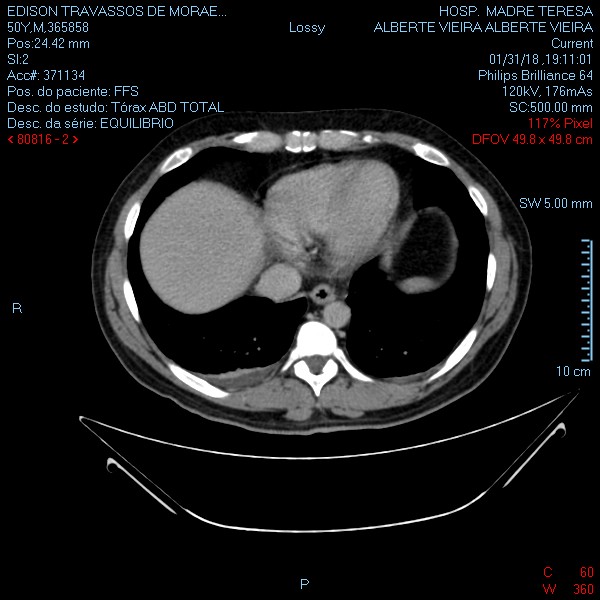 EDISON TRAVASSOS DE MORAE...
50Y,M,365858
Pos:24.42 mm
SI:2
Acc#: 371134
Pos. do paciente: FFS
Desc. do estudo: Tórax ABD TOTAL
Desc. da série: EQUILIBRIO
< 80816 - 2 >
Lossy
HOSP. MADRE TERESA
ALBERTE VIEIRA ALBERTE VIEIRA
Current
01/31/18 ,19:11:01
Philips Brilliance 64
120kV, 176mAs
SC:500.00 mm
117% Pixel
DFOV 49.8 x 49.8 cm
SW 5.00 mm
R
10 cm
P
C 60
W 360